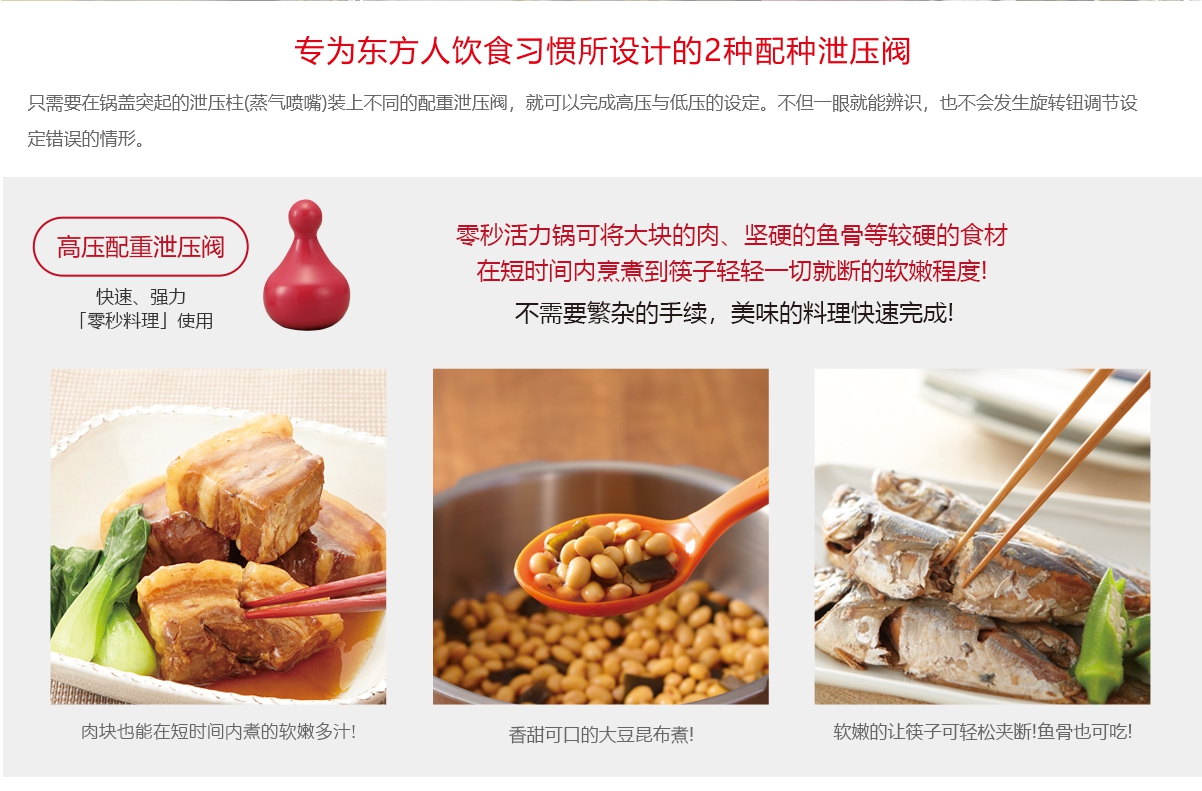 专为东方人饮食习惯所设计的2种配种泄压阀
只需要在锅盖突起的泄压柱(蒸气喷嘴)装上不同的配重泄压阀，就可以完成高压与低压的设定。不但一眼就能辨识，也不会发生旋转钮调节设
定错误的情形。
高压配重泄压阀
快速、强力
「零秒料理」使用
零秒活力锅可将大块的肉、坚硬的鱼骨等较硬的食材
在短时间内烹煮到筷子轻轻一切就断的软嫩程度!
不需要繁杂的手续，美味的料理快速完成!
肉块也能在短时间内煮的软嫩多汁!
香甜可口的大豆昆布煮!
软嫩的让筷子可轻松夹断!鱼骨也可吃!